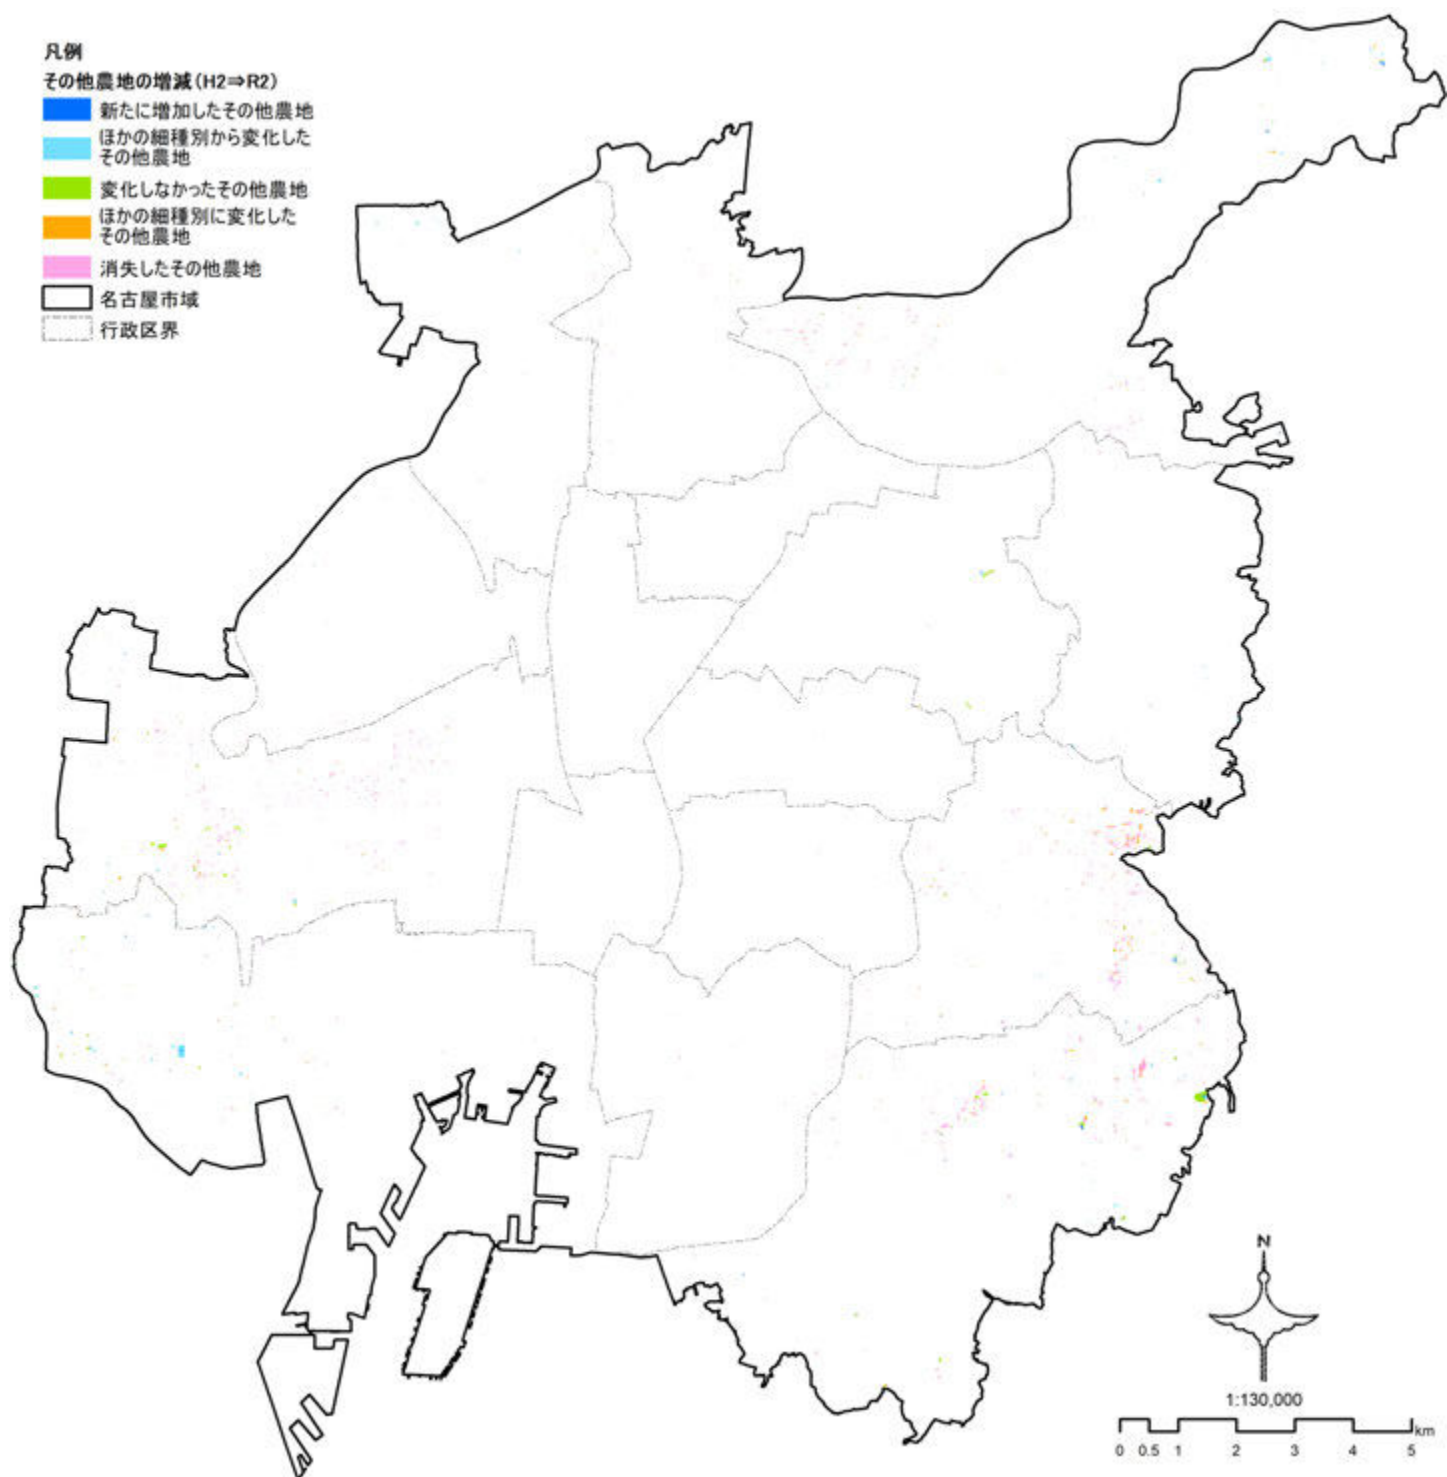 凡例
その他農地の増減(H2⇒R2)
新たに増加したその他農地
ほかの細種別から変化した
その他農地
変化しなかったその他農地
ほかの細種別に変化した
その他農地
消失したその他農地
名古屋市域
行政区界
N
1:130,000
km
0 0.5 1 2 3 4 5